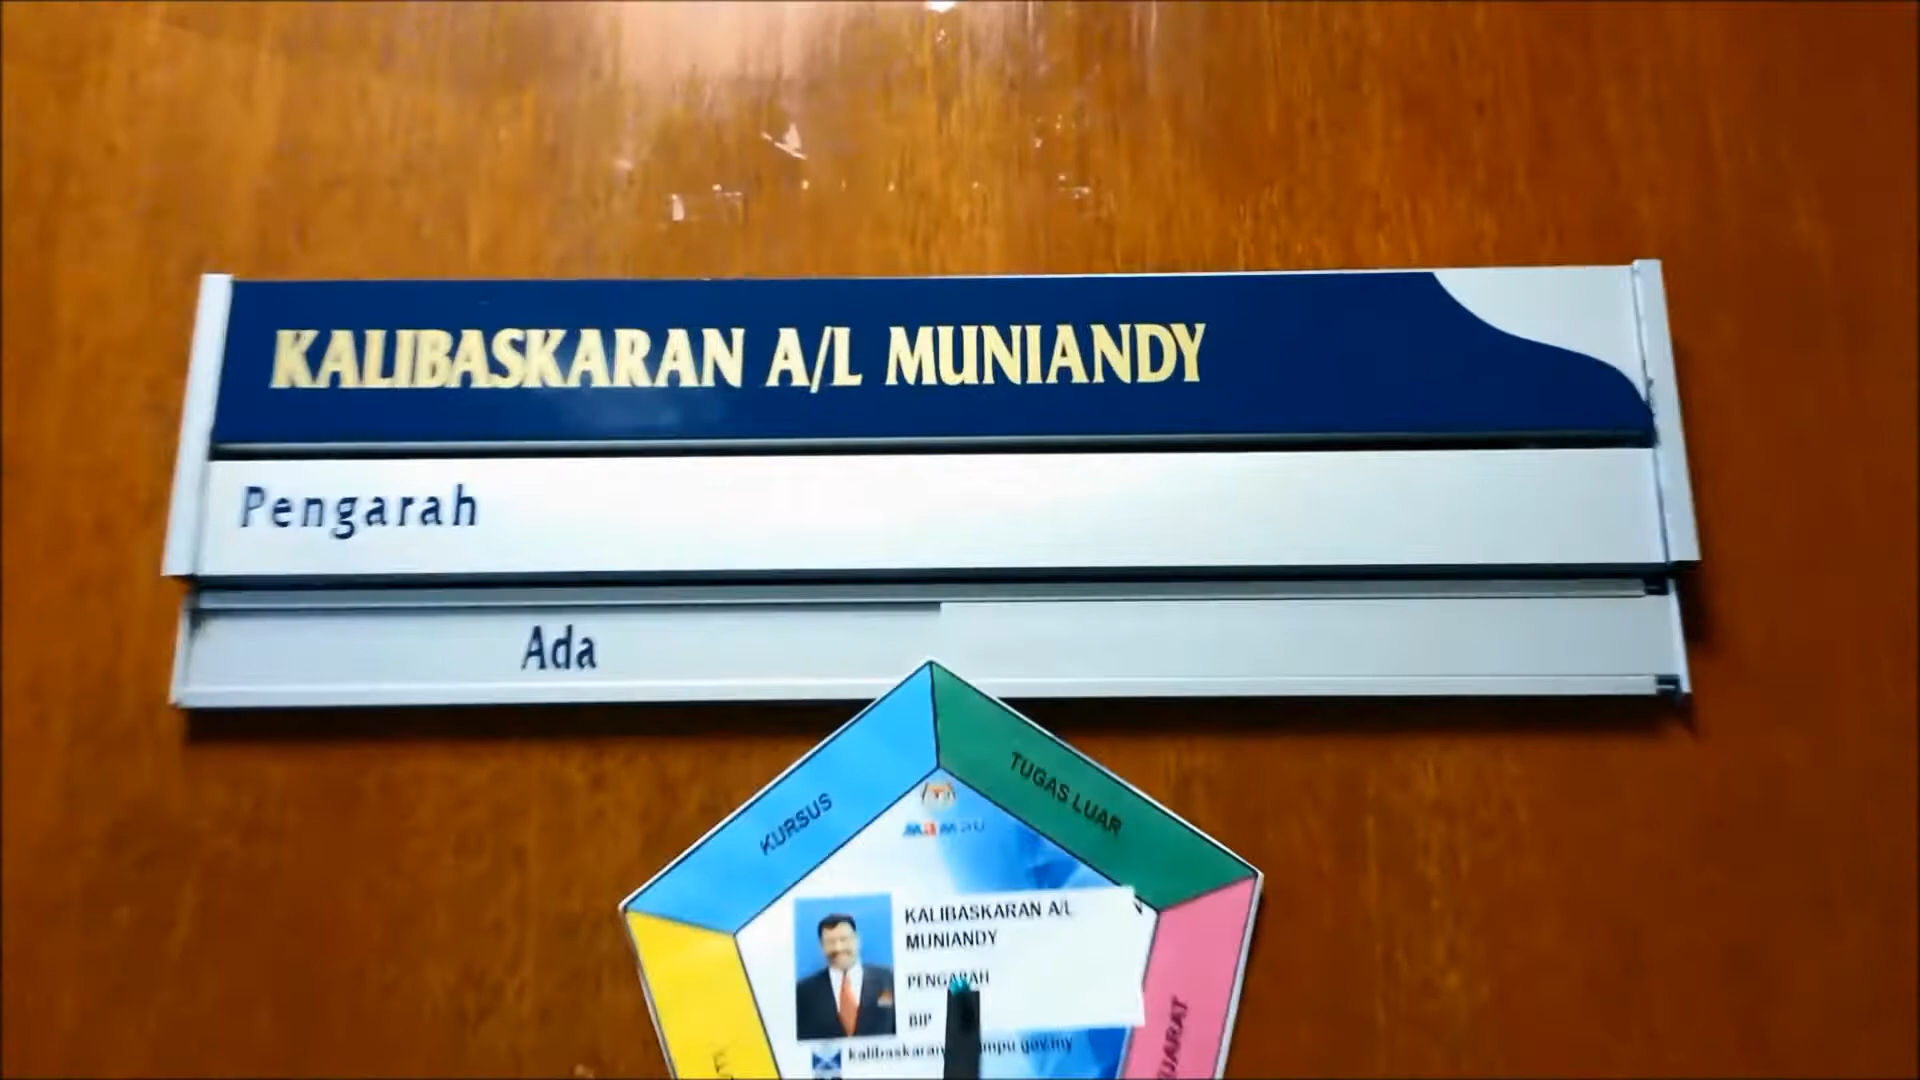 KALIBASKARAN A/L MUNIANDY
Pengarah
Ada
KURSUS
TUGAS LUAR
KALIBASKARAN A/L
MUNIANDY
PENGARAH
BIP